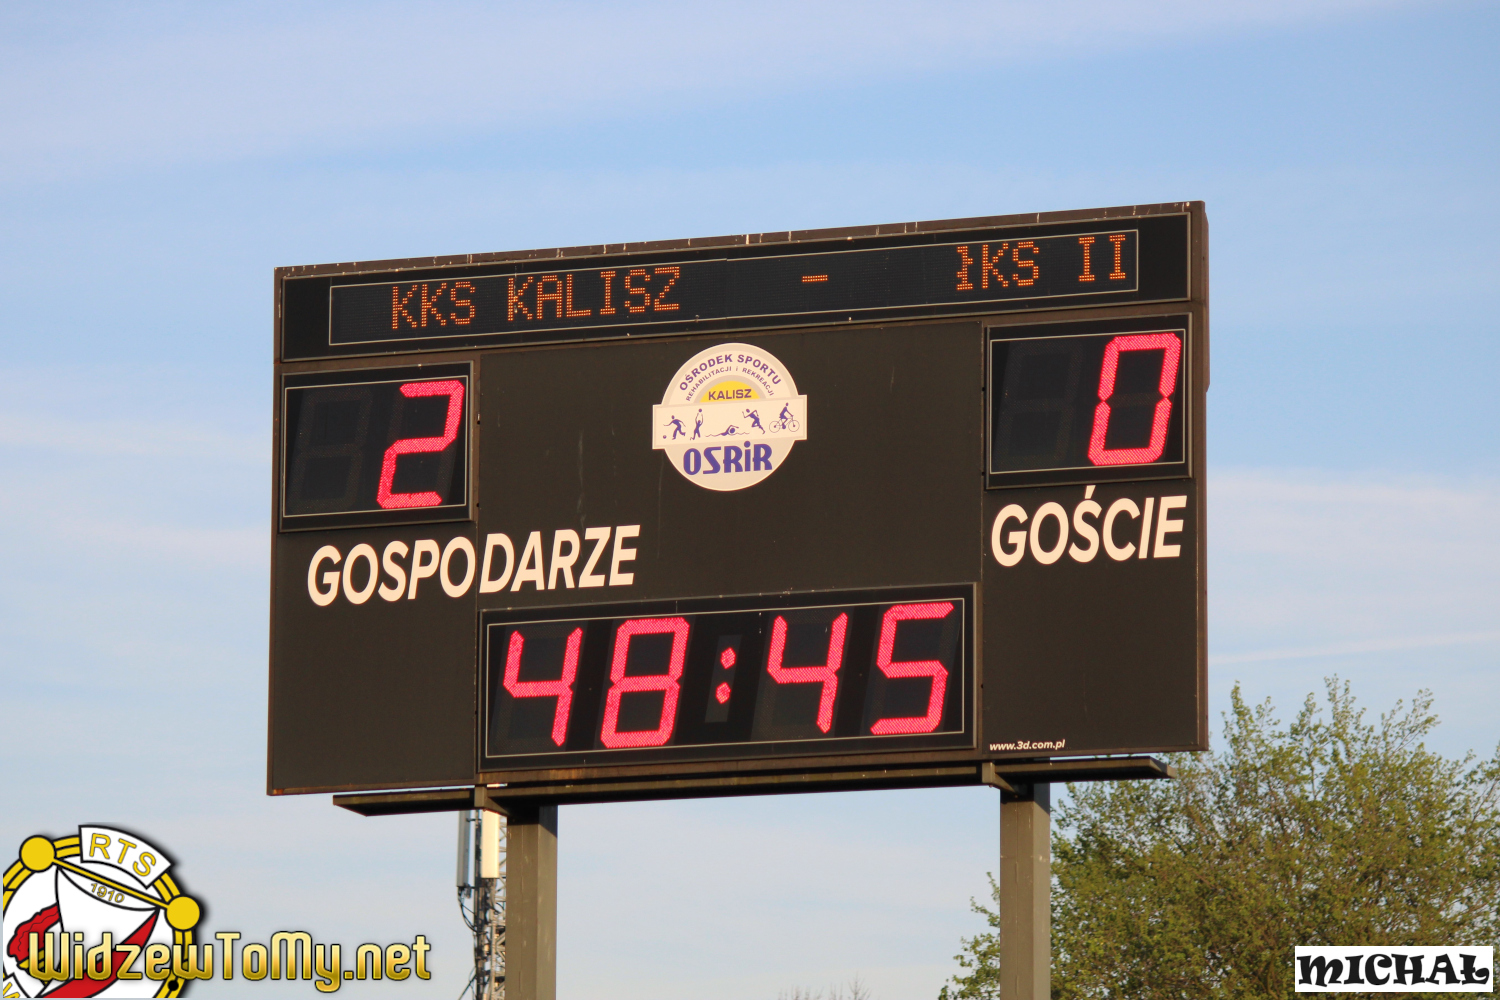 KKS KALISZ - ŁKS II
2
0
OSRODEK SPORTU
REHABILITACJI i REKREACJI
KALISZ
OSRiR
GOSPODARZE
GOŚCIE
48:45
www.3d.com.pl
RTS
1910
WidzewToMy.net
MICHAŁ